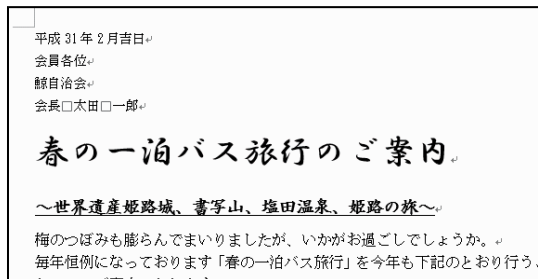 平成 31 年 2 月吉日
会員各位
鯨自治会
会長□太田□一郎
春の一泊バス旅行のご案内
～世界遺産姫路城、書写山、塩田温泉、姫路の旅～
梅のつぼみも膨らんでまいりましたが、いかがお過ごしでしょうか。
毎年恒例になっております「春の一泊バス旅行」を今年も下記のとおり行う、